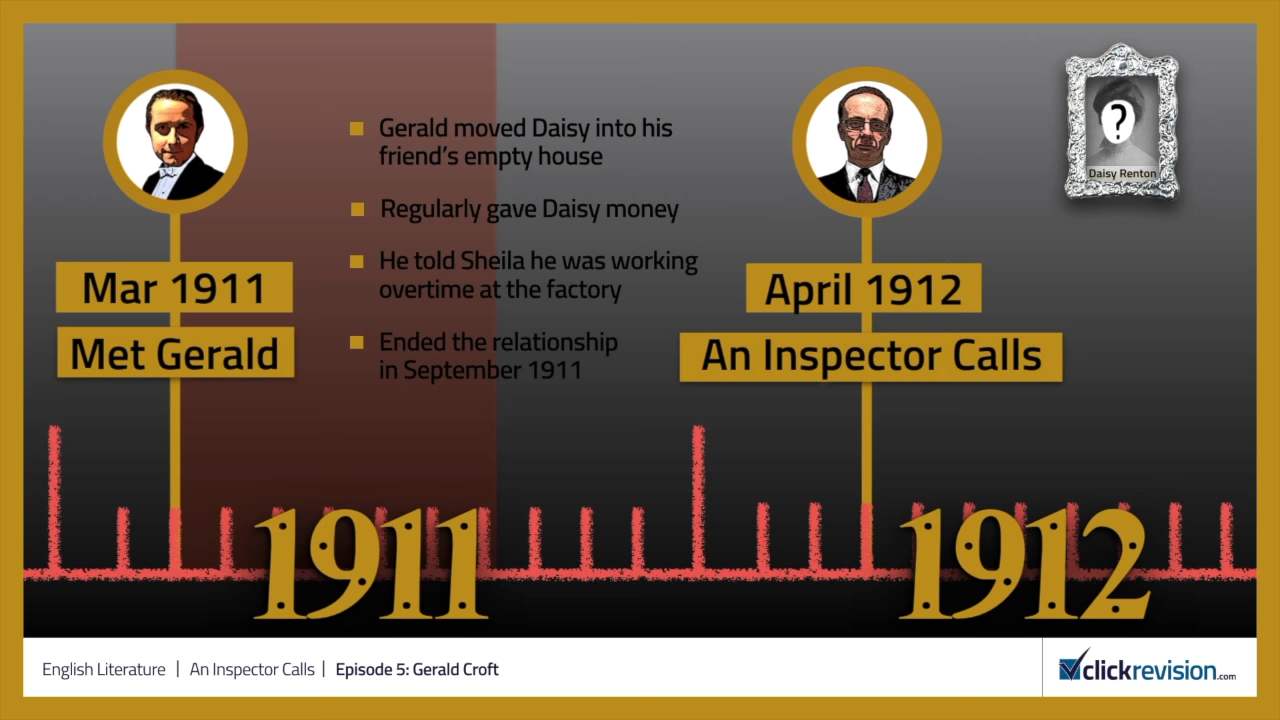 Gerald moved Daisy into his
friend's empty house
Regularly gave Daisy money
He told Sheila he was working
overtime at the factory
Ended the relationship
in September 1911
Mar 1911
Met Gerald
April 1912
An Inspector Calls
?
Daisy Renton
1911
1912
English Literature | An Inspector Calls | Episode 5: Gerald Croft
clickrevision.com